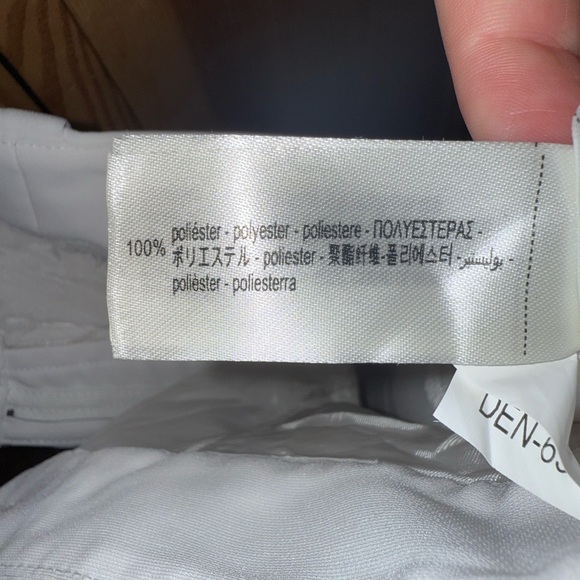 100% poliéster - polyester - poliestere - ΠΟΛΥΕΣΤΕΡΑΣ -
ポリエステル - poliester - 聚酯纤维-폴리에스터 - بوليستير -
polièster - poliesterra
DEN-6